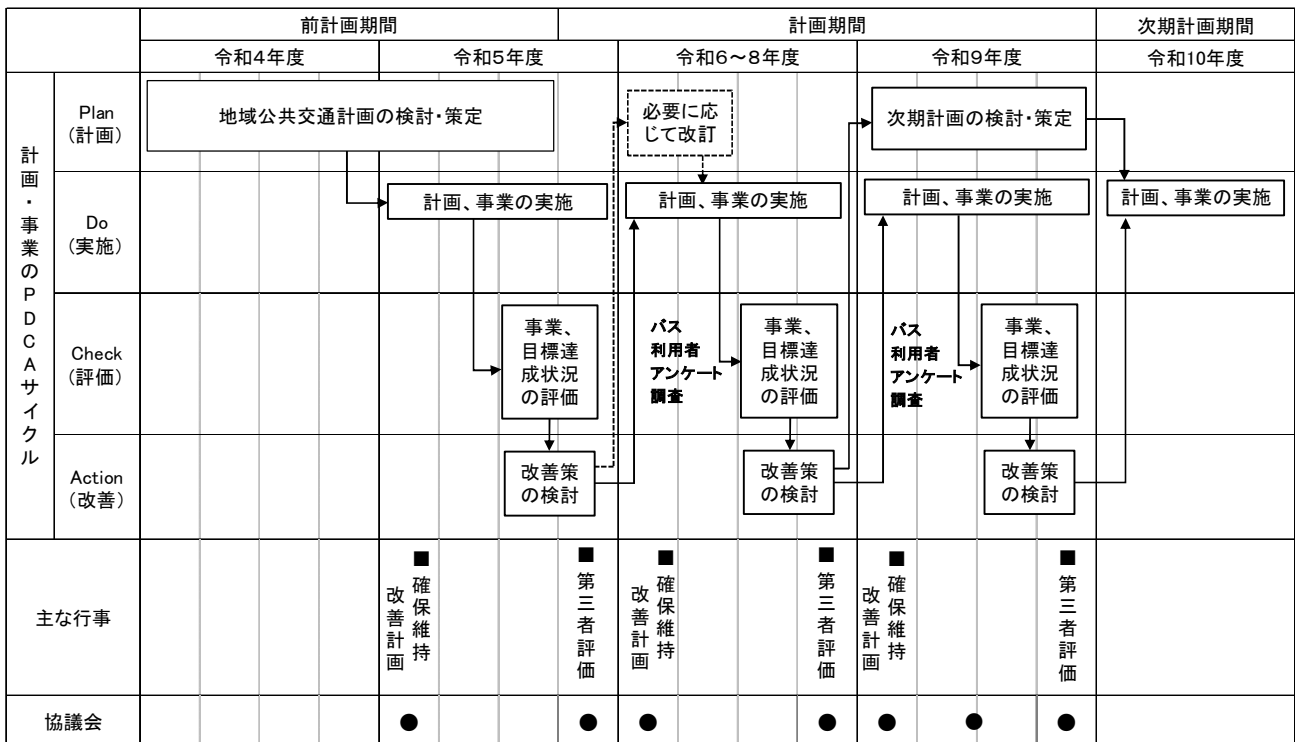 前計画期間
計画期間
次期計画期間
令和4年度
令和5年度
令和6～8年度
令和9年度
令和10年度
計画・事業のPDCAサイクル
Plan
（計画）
地域公共交通計画の検討・策定
必要に応
じて改訂
次期計画の検討・策定
Do
（実施）
計画、事業の実施
計画、事業の実施
計画、事業の実施
計画、事業の実施
Check
（評価）
事業、
目標達
成状況
の評価
バス
利用者
アンケート
調査
事業、
目標達
成状況
の評価
バス
利用者
アンケート
調査
事業、
目標達
成状況
の評価
Action
（改善）
改善策
の検討
改善策
の検討
改善策
の検討
主な行事
■確保維持
改善計画
■第三者評価
■確保維持
改善計画
■第三者評価
■確保維持
改善計画
■第三者評価
協議会
● ● ● ● ● ● ●